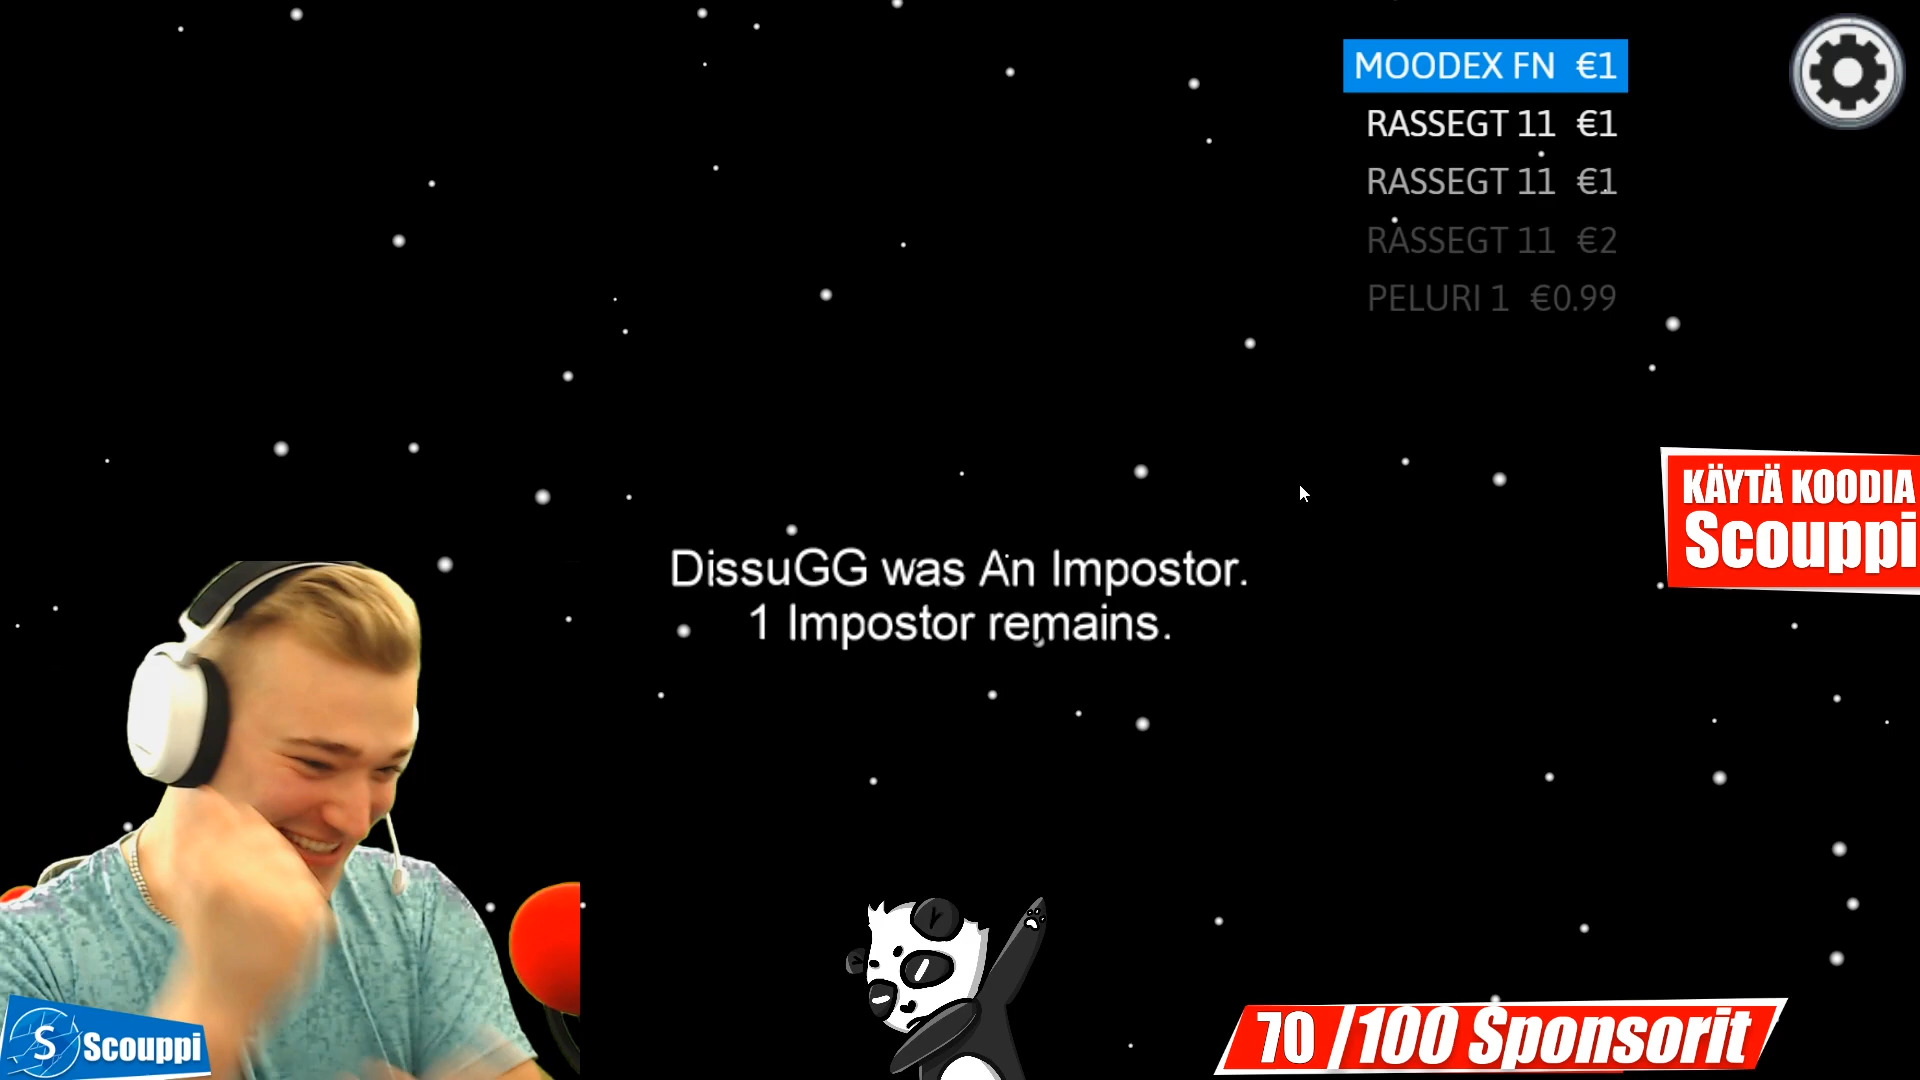 MOODEX FN €1
RASSEGT 11 €1
RASSEGT 11 €1
RASSEGT 11 €2
PELURI 1 €0.99
KÄYTÄ KOODIA
Scouppi
DissuGG was An Impostor.
1 Impostor remains.
S Scouppi
70 /100 Sponsorit